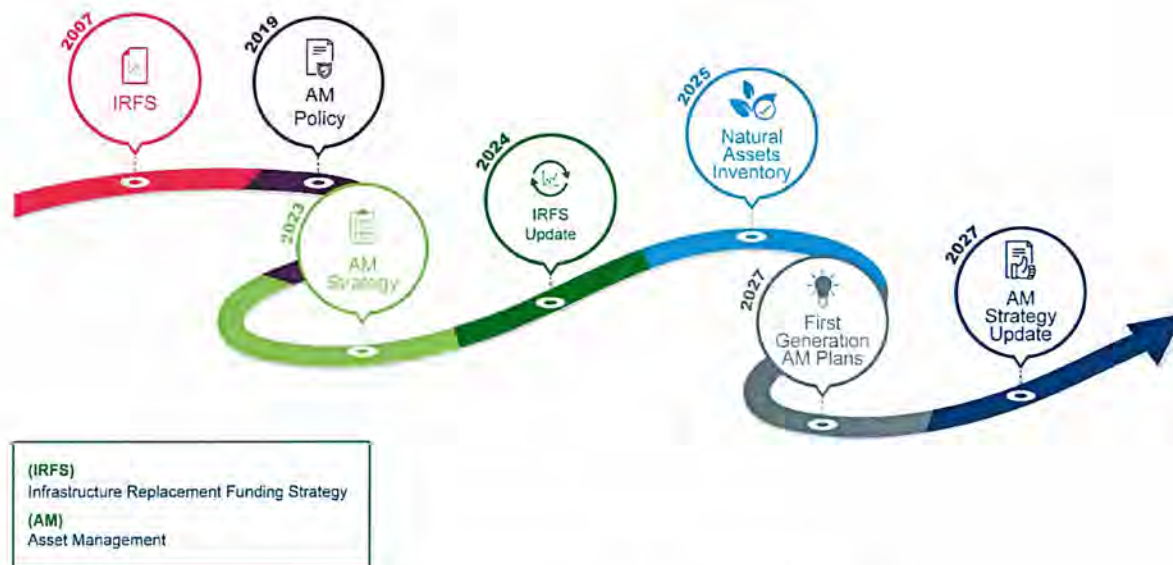 2007
IRFS
2019
AM
Policy
2023
AM
Strategy
2024
IRFS
Update
2025
Natural
Assets
Inventory
2027
First
Generation
AM Plans
2027
AM
Strategy
Update
(IRFS)
Infrastructure Replacement Funding Strategy
(AM)
Asset Management